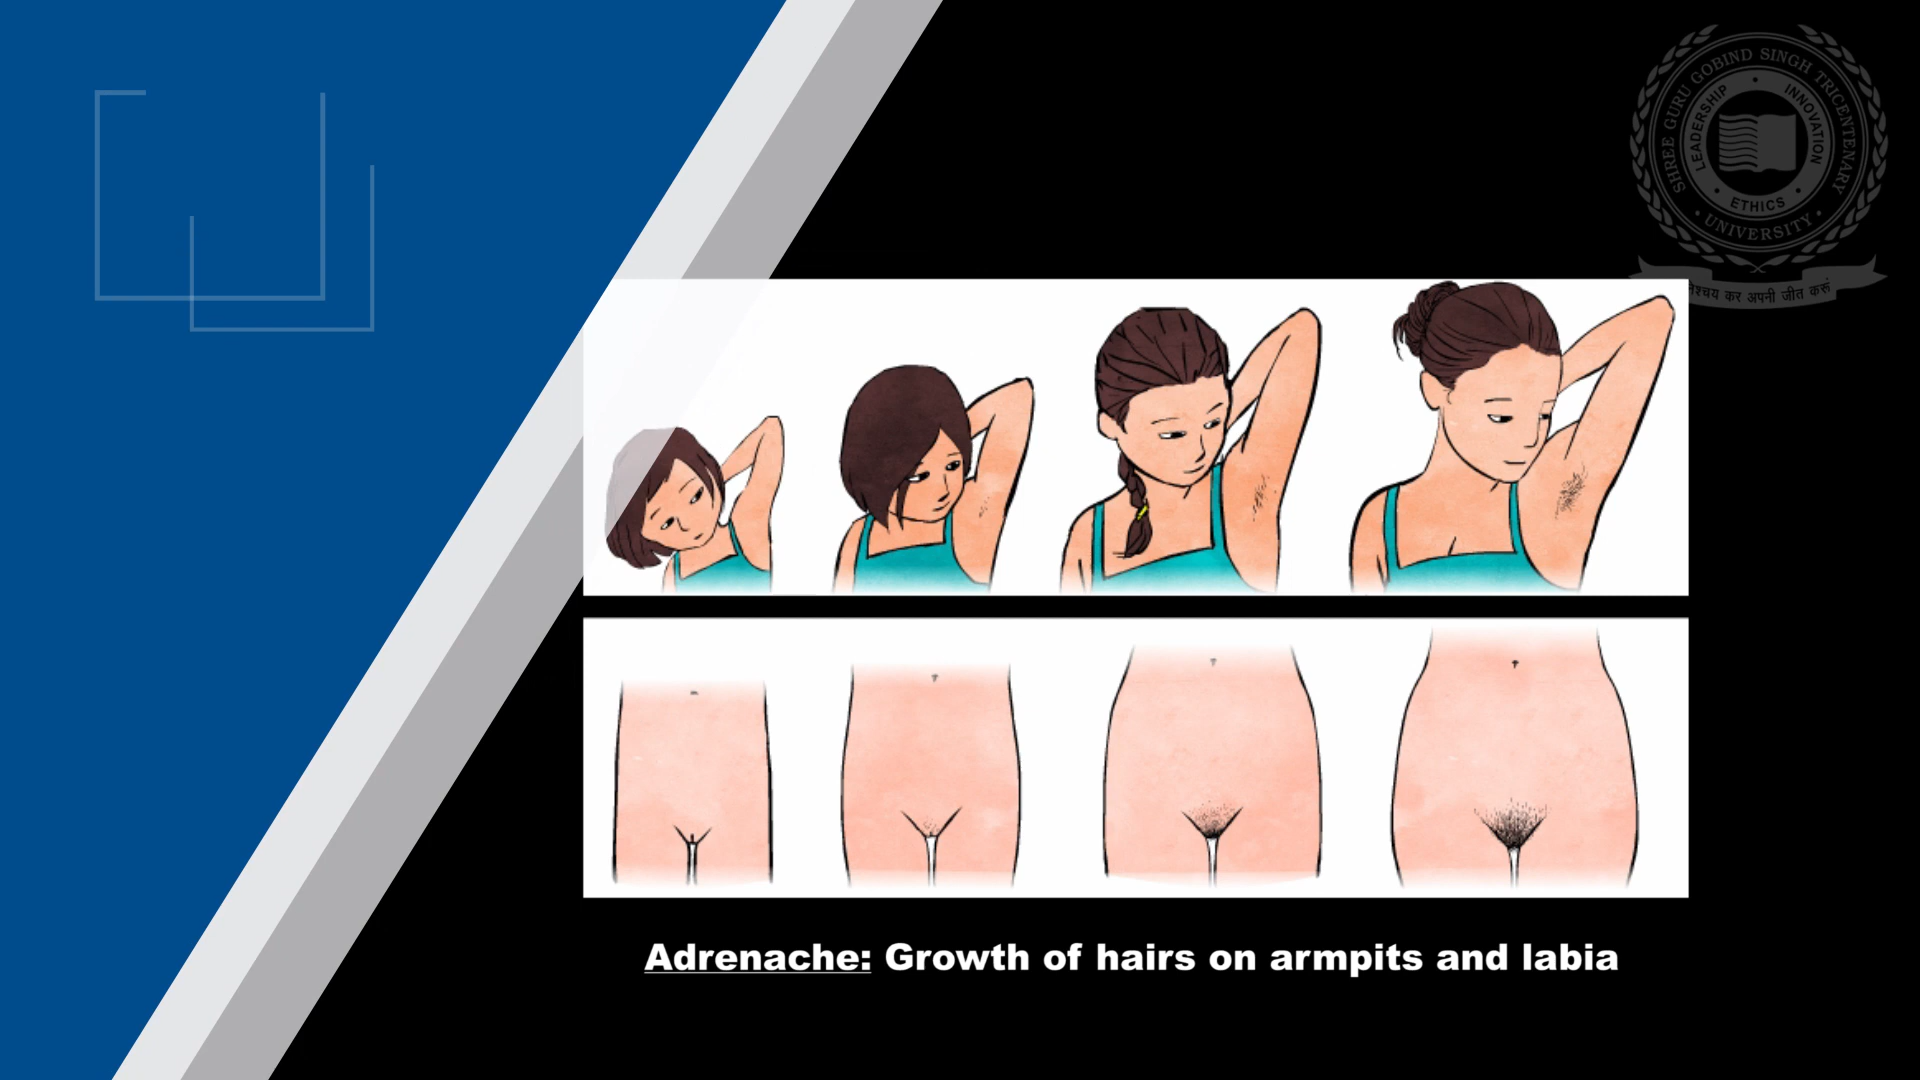 SHREE GURU GOBIND SINGH TRICENTENARY
UNIVERSITY
LEADERSHIP
INNOVATION
ETHICS
कर अपनी जीत करूं
Adrenache: Growth of hairs on armpits and labia